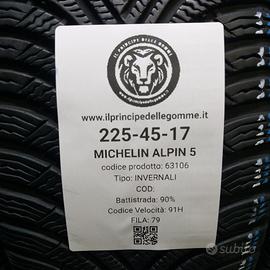 IL PRINCIPE DELLE GOMME
ilprincipedellegomme.it
www.ilprincipedellegomme.it
225-45-17
MICHELIN ALPIN 5
codice prodotto: 63106
Tipo: INVERNALI
COD:
Battistrada: 90%
Codice Velocità: 91H
FILA: 79
subito